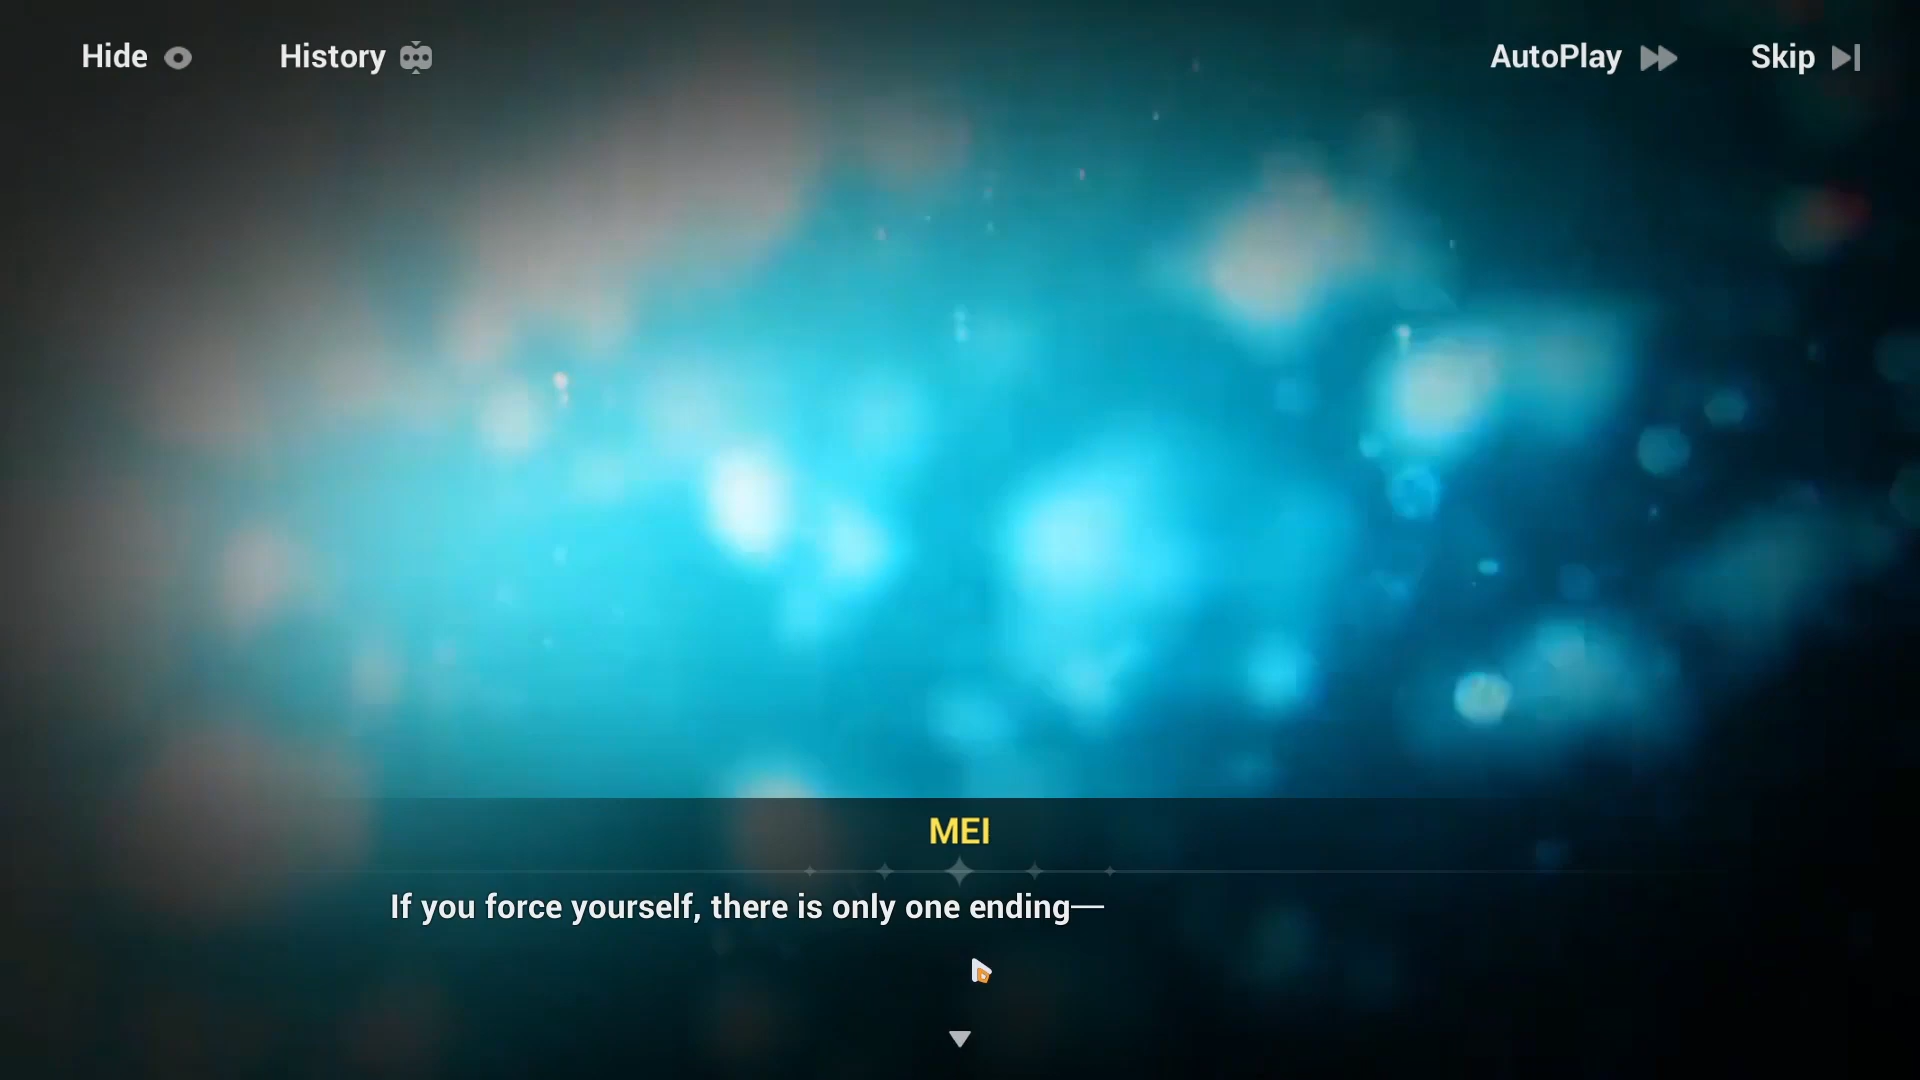 Hide
History
AutoPlay
Skip
MEI
If you force yourself, there is only one ending—